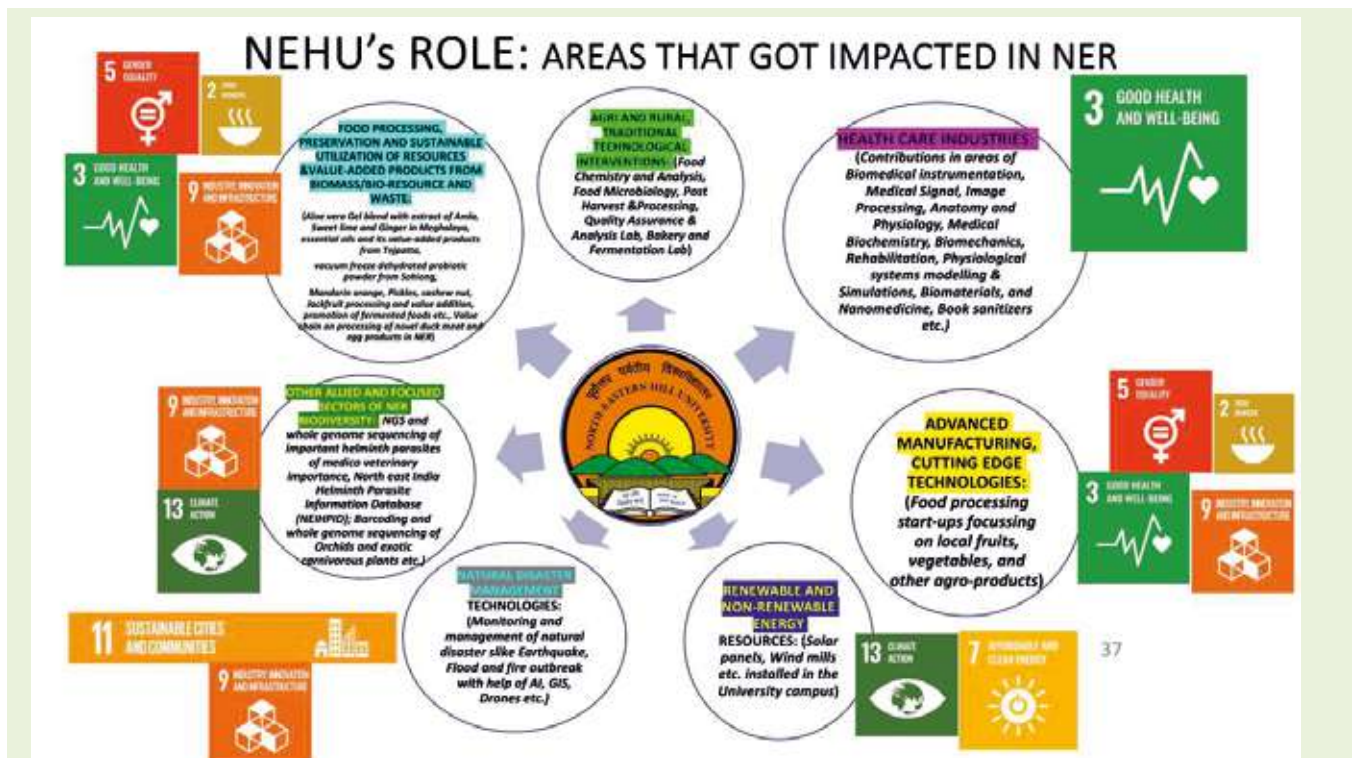 NEHU's ROLE: AREAS THAT GOT IMPACTED IN NER
5 GENDER
EQUALITY
2 ZERO
HUNGER
3 GOOD HEALTH
AND WELL-BEING
9 INDUSTRY, INNOVATION
AND INFRASTRUCTURE
FOOD PROCESSING,
PRESERVATION AND SUSTAINABLE
UTILIZATION OF RESOURCES
&VALUE-ADDED PRODUCTS FROM
BIOMASS/BIO-RESOURCE AND
WASTE:
(Aloe vera Gel blend with extract of Amla,
Sweet lime and Ginger in Meghalaya,
essential oils and its value-added products
from Tejpatta,
vacuum freeze dehydrated probiotic
powder from Sohiong,
Mandarin orange, Pickles, cashew nut,
Jackfruit processing and value addition,
promotion of fermented foods etc., Value
chain on processing of novel duck meat and
egg products in NER)
AGRI AND RURAL,
TRADITIONAL
TECHNOLOGICAL
INTERVENTIONS: (Food
Chemistry and Analysis,
Food Microbiology, Post
Harvest &Processing,
Quality Assurance &
Analysis Lab, Bakery and
Fermentation Lab)
HEALTH CARE INDUSTRIES:
(Contributions in areas of
Biomedical instrumentation,
Medical Signal, Image
Processing, Anatomy and
Physiology, Medical
Biochemistry, Biomechanics,
Rehabilitation, Physiological
systems modelling &
Simulations, Biomaterials, and
Nanomedicine, Book sanitizers
etc.)
3 GOOD HEALTH
AND WELL-BEING
9 INDUSTRY, INNOVATION
AND INFRASTRUCTURE
13 CLIMATE
ACTION
OTHER ALLIED AND FOCUSED
SECTORS OF NER
BIODIVERSITY: NGS and
whole genome sequencing of
important helminth parasites
of medico veterinary
importance, North east India
Helminth Parasite
Information Database
(NEIHPID); Barcoding and
whole genome sequencing of
Orchids and exotic
carnivorous plants etc.)
पूर्वोत्तर पर्वतीय विश्वविद्यालय
NORTH-EASTERN HILL UNIVERSITY
ADVANCED
MANUFACTURING,
CUTTING EDGE
TECHNOLOGIES:
(Food processing
start-ups focussing
on local fruits,
vegetables, and
other agro-products)
5 GENDER
EQUALITY
2 ZERO
HUNGER
3 GOOD HEALTH
AND WELL-BEING
9 INDUSTRY, INNOVATION
AND INFRASTRUCTURE
11 SUSTAINABLE CITIES
AND COMMUNITIES
9 INDUSTRY, INNOVATION
AND INFRASTRUCTURE
NATURAL DISASTER
MANAGEMENT
TECHNOLOGIES:
(Monitoring and
management of natural
disaster slike Earthquake,
Flood and fire outbreak
with help of AI, GIS,
Drones etc.)
RENEWABLE AND
NON-RENEWABLE
ENERGY
RESOURCES: (Solar
panels, Wind mills
etc. installed in the
University campus)
13 CLIMATE
ACTION
7 AFFORDABLE AND
CLEAN ENERGY
37